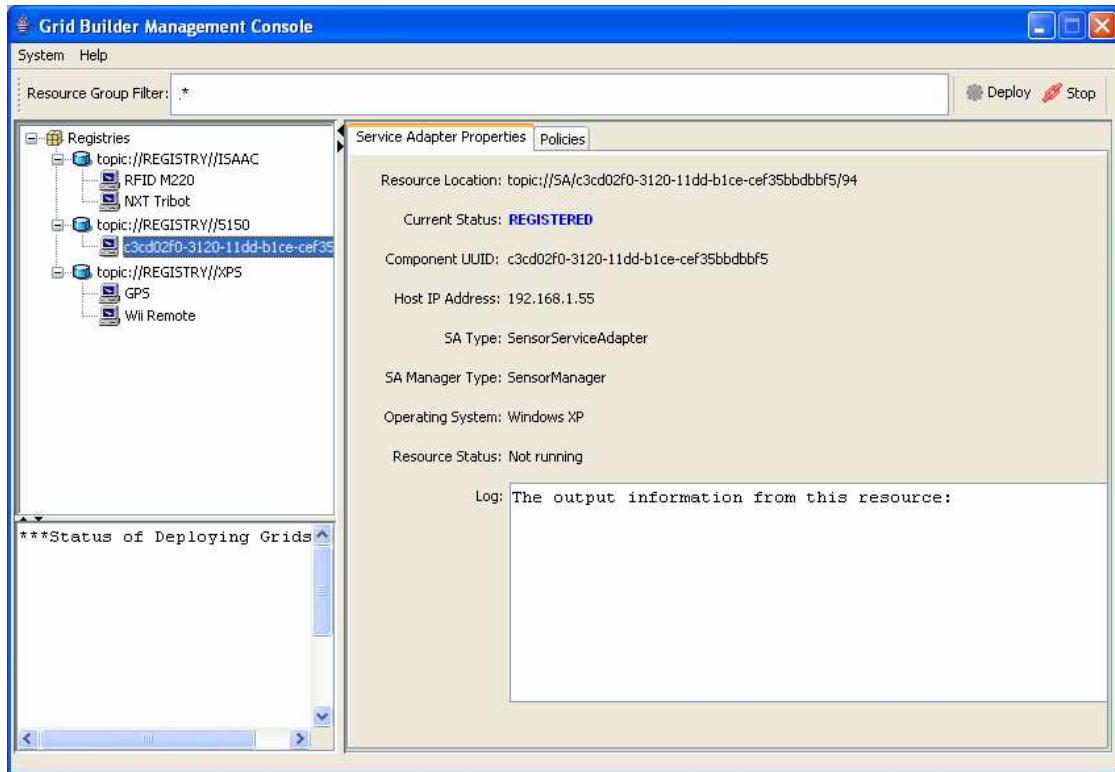 Grid Builder Management Console
System Help
Resource Group Filter: .*
Deploy Stop
Registries
topic://REGISTRY//ISAAC
RFID M220
NXT Tribot
topic://REGISTRY//5150
c3cd02f0-3120-11dd-b1ce-cef35
topic://REGISTRY//XPS
GPS
Wii Remote
***Status of Deploying Grids
Service Adapter Properties Policies
Resource Location: topic://SA/c3cd02f0-3120-11dd-b1ce-cef35bbdbbf5/94
Current Status: REGISTERED
Component UUID: c3cd02f0-3120-11dd-b1ce-cef35bbdbbf5
Host IP Address: 192.168.1.55
SA Type: SensorServiceAdapter
SA Manager Type: SensorManager
Operating System: Windows XP
Resource Status: Not running
Log: The output information from this resource: